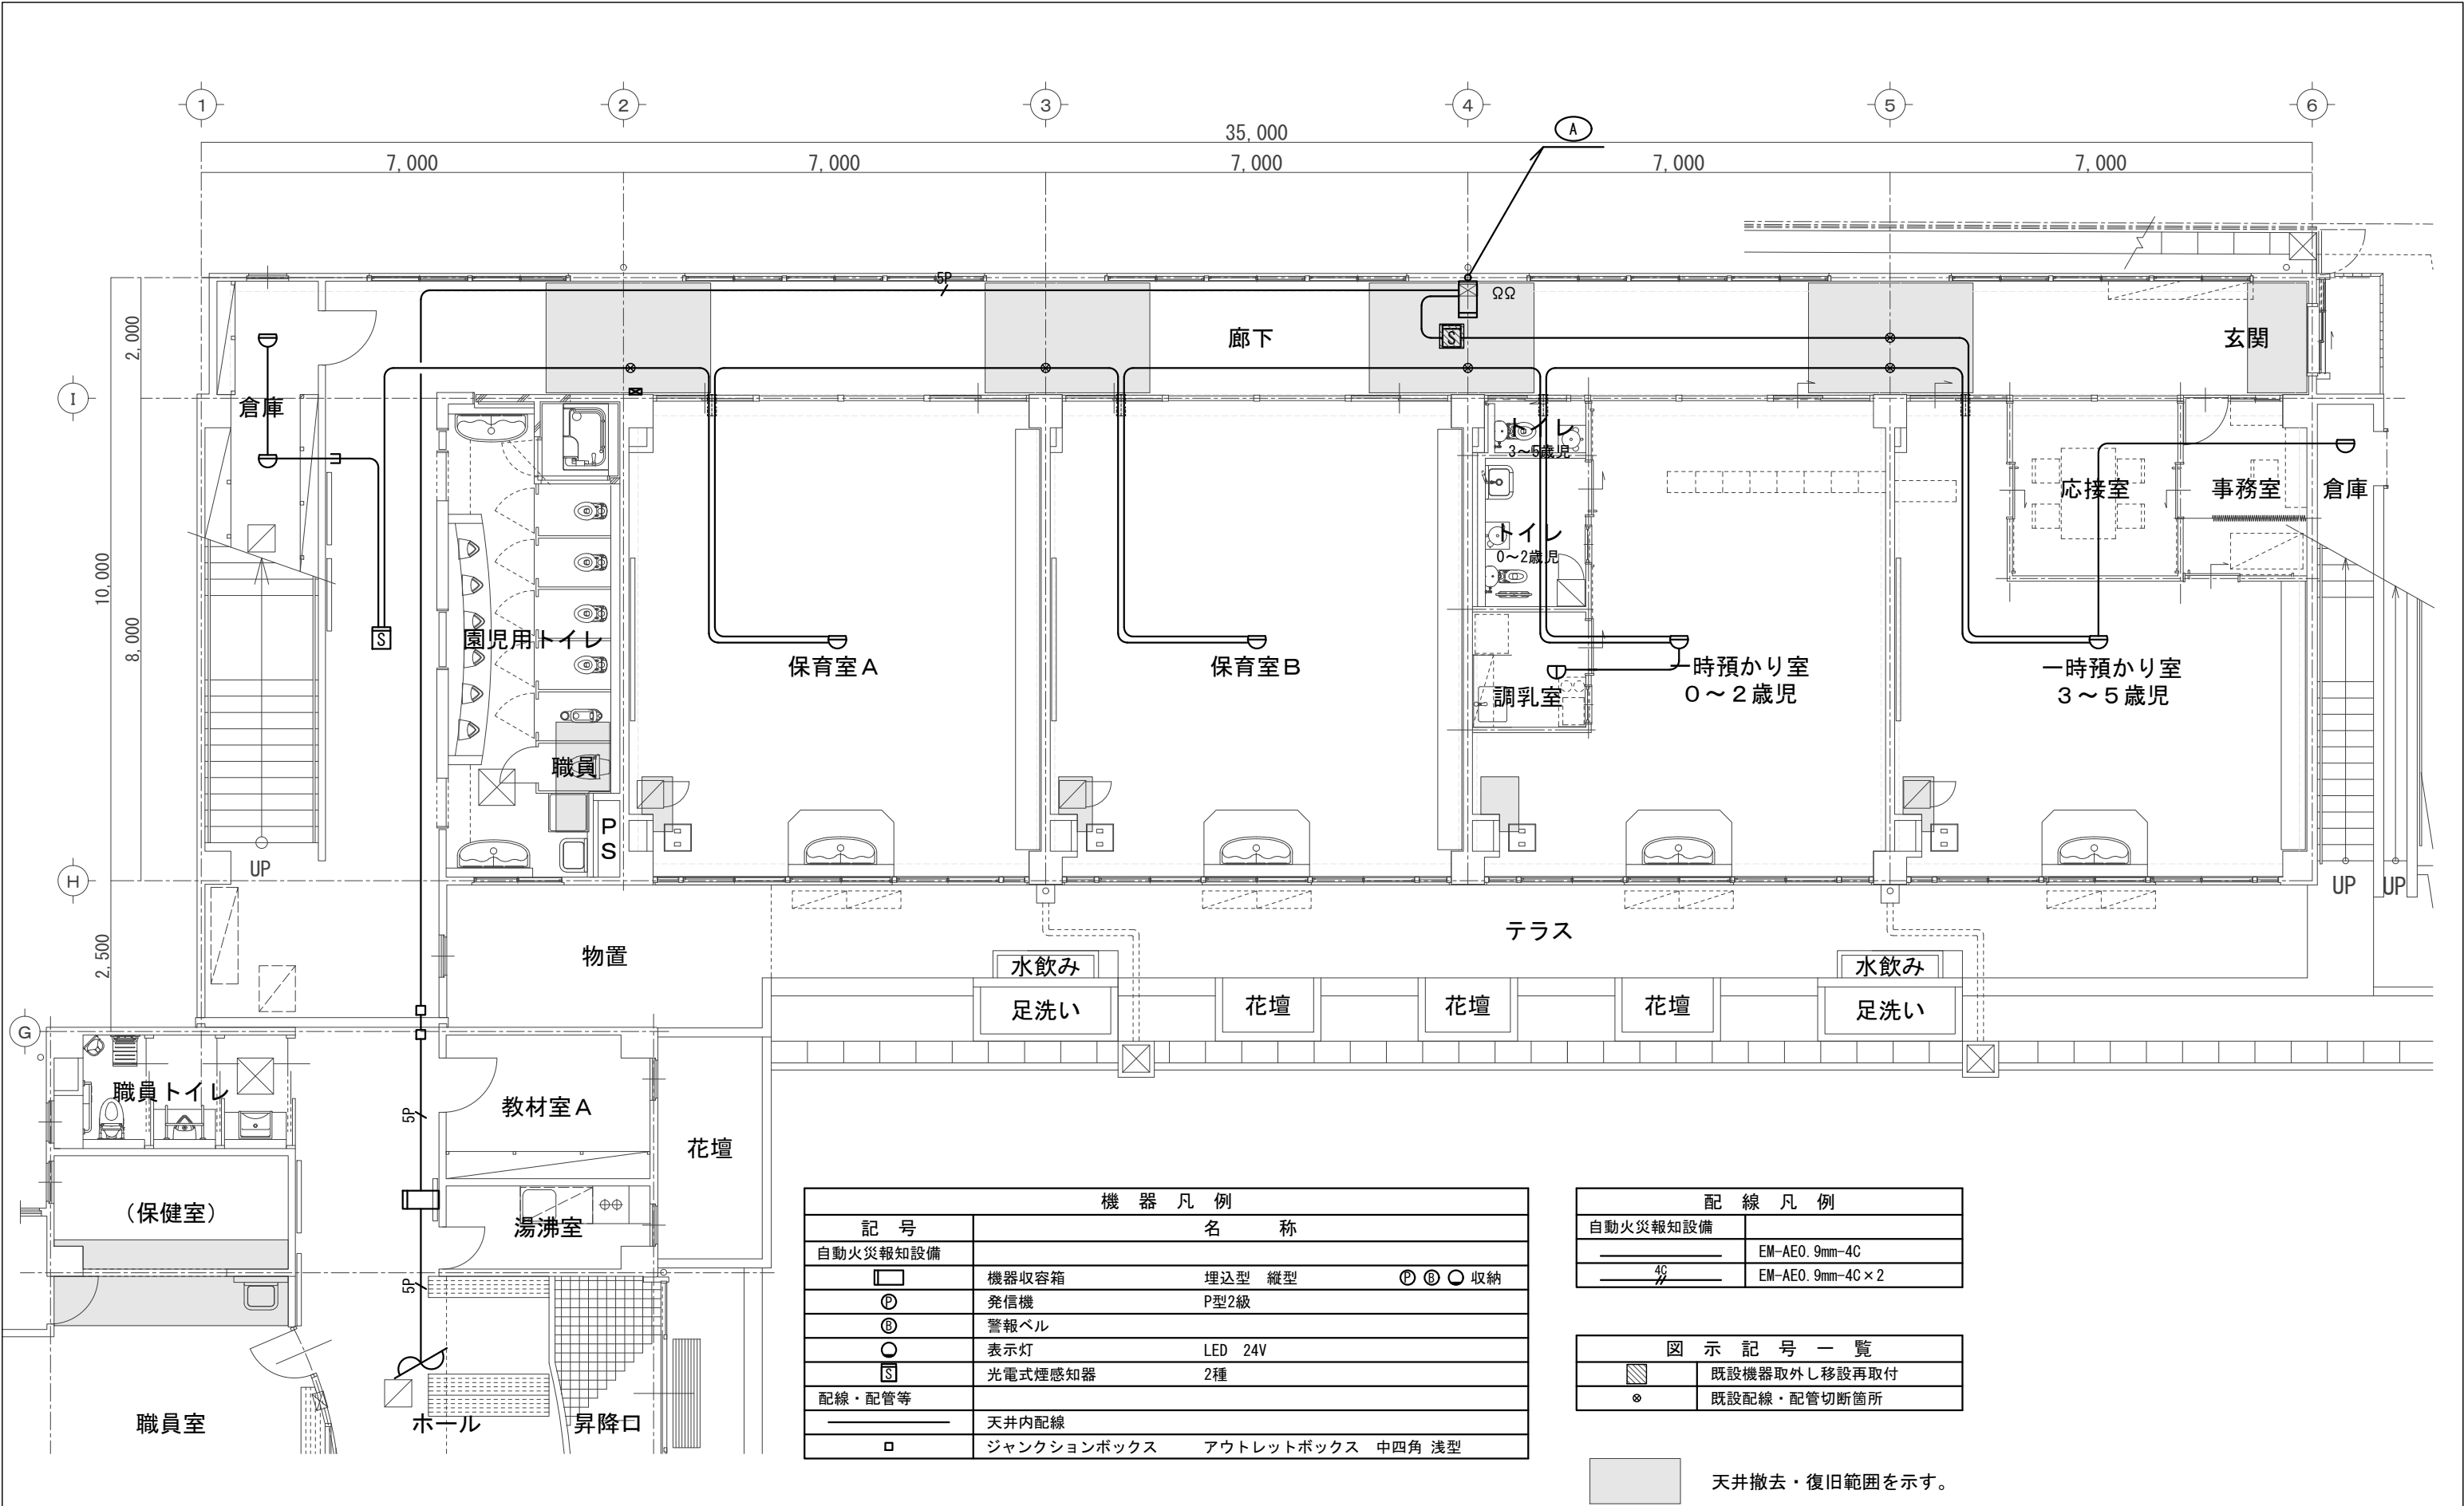 1
2
3
4
5
6
A
35,000
7,000
7,000
7,000
7,000
7,000
5P
ΩΩ
S
廊下
玄関
2,000
I
倉庫
トイレ
3～5歳児
応接室
事務室
倉庫
トイレ
0～2歳児
10,000
8,000
S
園児用トイレ
保育室A
保育室B
調乳室
一時預かり室
0～2歳児
一時預かり室
3～5歳児
職員
PS
UP
H
UP
UP
2,500
物置
テラス
水飲み
足洗い
花壇
花壇
花壇
水飲み
足洗い
G
職員トイレ
5P
教材室A
花壇
(保健室)
湯沸室
5P
職員室
ホール
昇降口
機器凡例
記号 名称
自動火災報知設備
機器収容箱 埋込型 縦型 Ⓟ Ⓑ 収納
Ⓟ 発信機 P型2級
Ⓑ 警報ベル
表示灯 LED 24V
S 光電式煙感知器 2種
配線・配管等
天井内配線
ジャンクションボックス アウトレットボックス 中四角 浅型
配線凡例
自動火災報知設備
EM-AE0.9mm-4C
4C EM-AE0.9mm-4C×2
図示記号一覧
既設機器取外し移設再取付
既設配線・配管切断箇所
天井撤去・復旧範囲を示す。